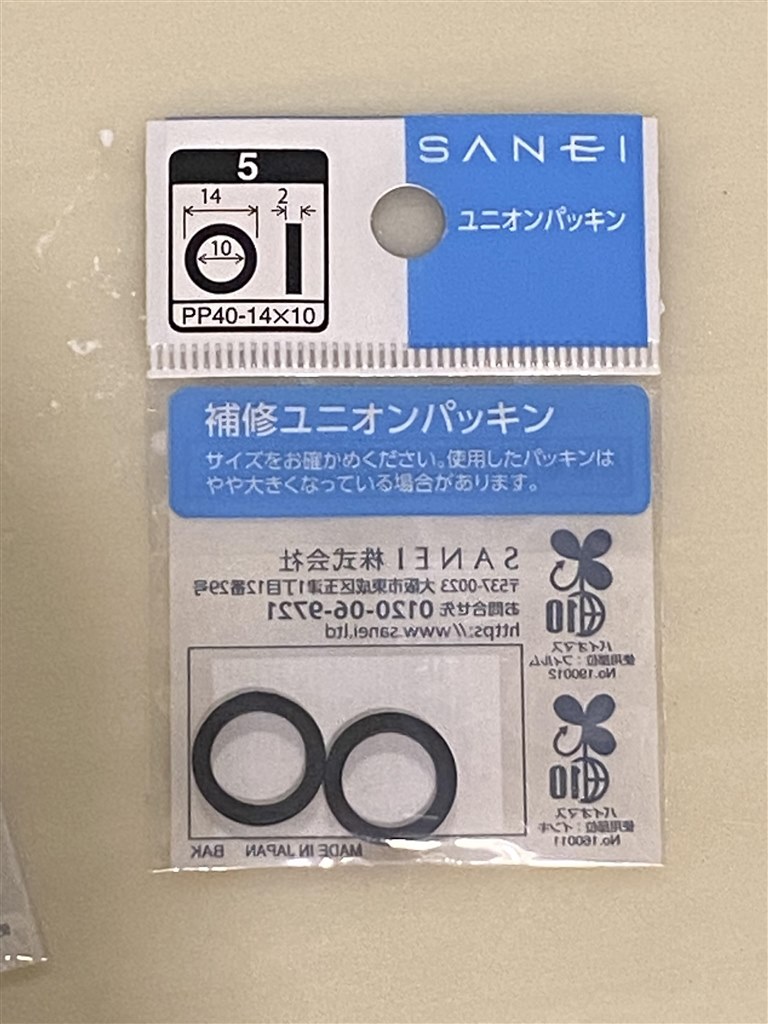 SANEI
ユニオンパッキン
5
14
2
10
PP40-14×10
補修ユニオンパッキン
サイズをお確かめください。使用したパッキンは
やや大きくなっている場合があります。
SANEI株式会社
〒537-0023 大阪市東成区玉津1丁目12番29号
お問合せ先 0120-06-9721
https://www.sanei.ltd
10
バイオマス
使用部位：フィルム
No.190012
10
バイオマス
使用部位：インキ
No.160011
MADE IN JAPAN BAK